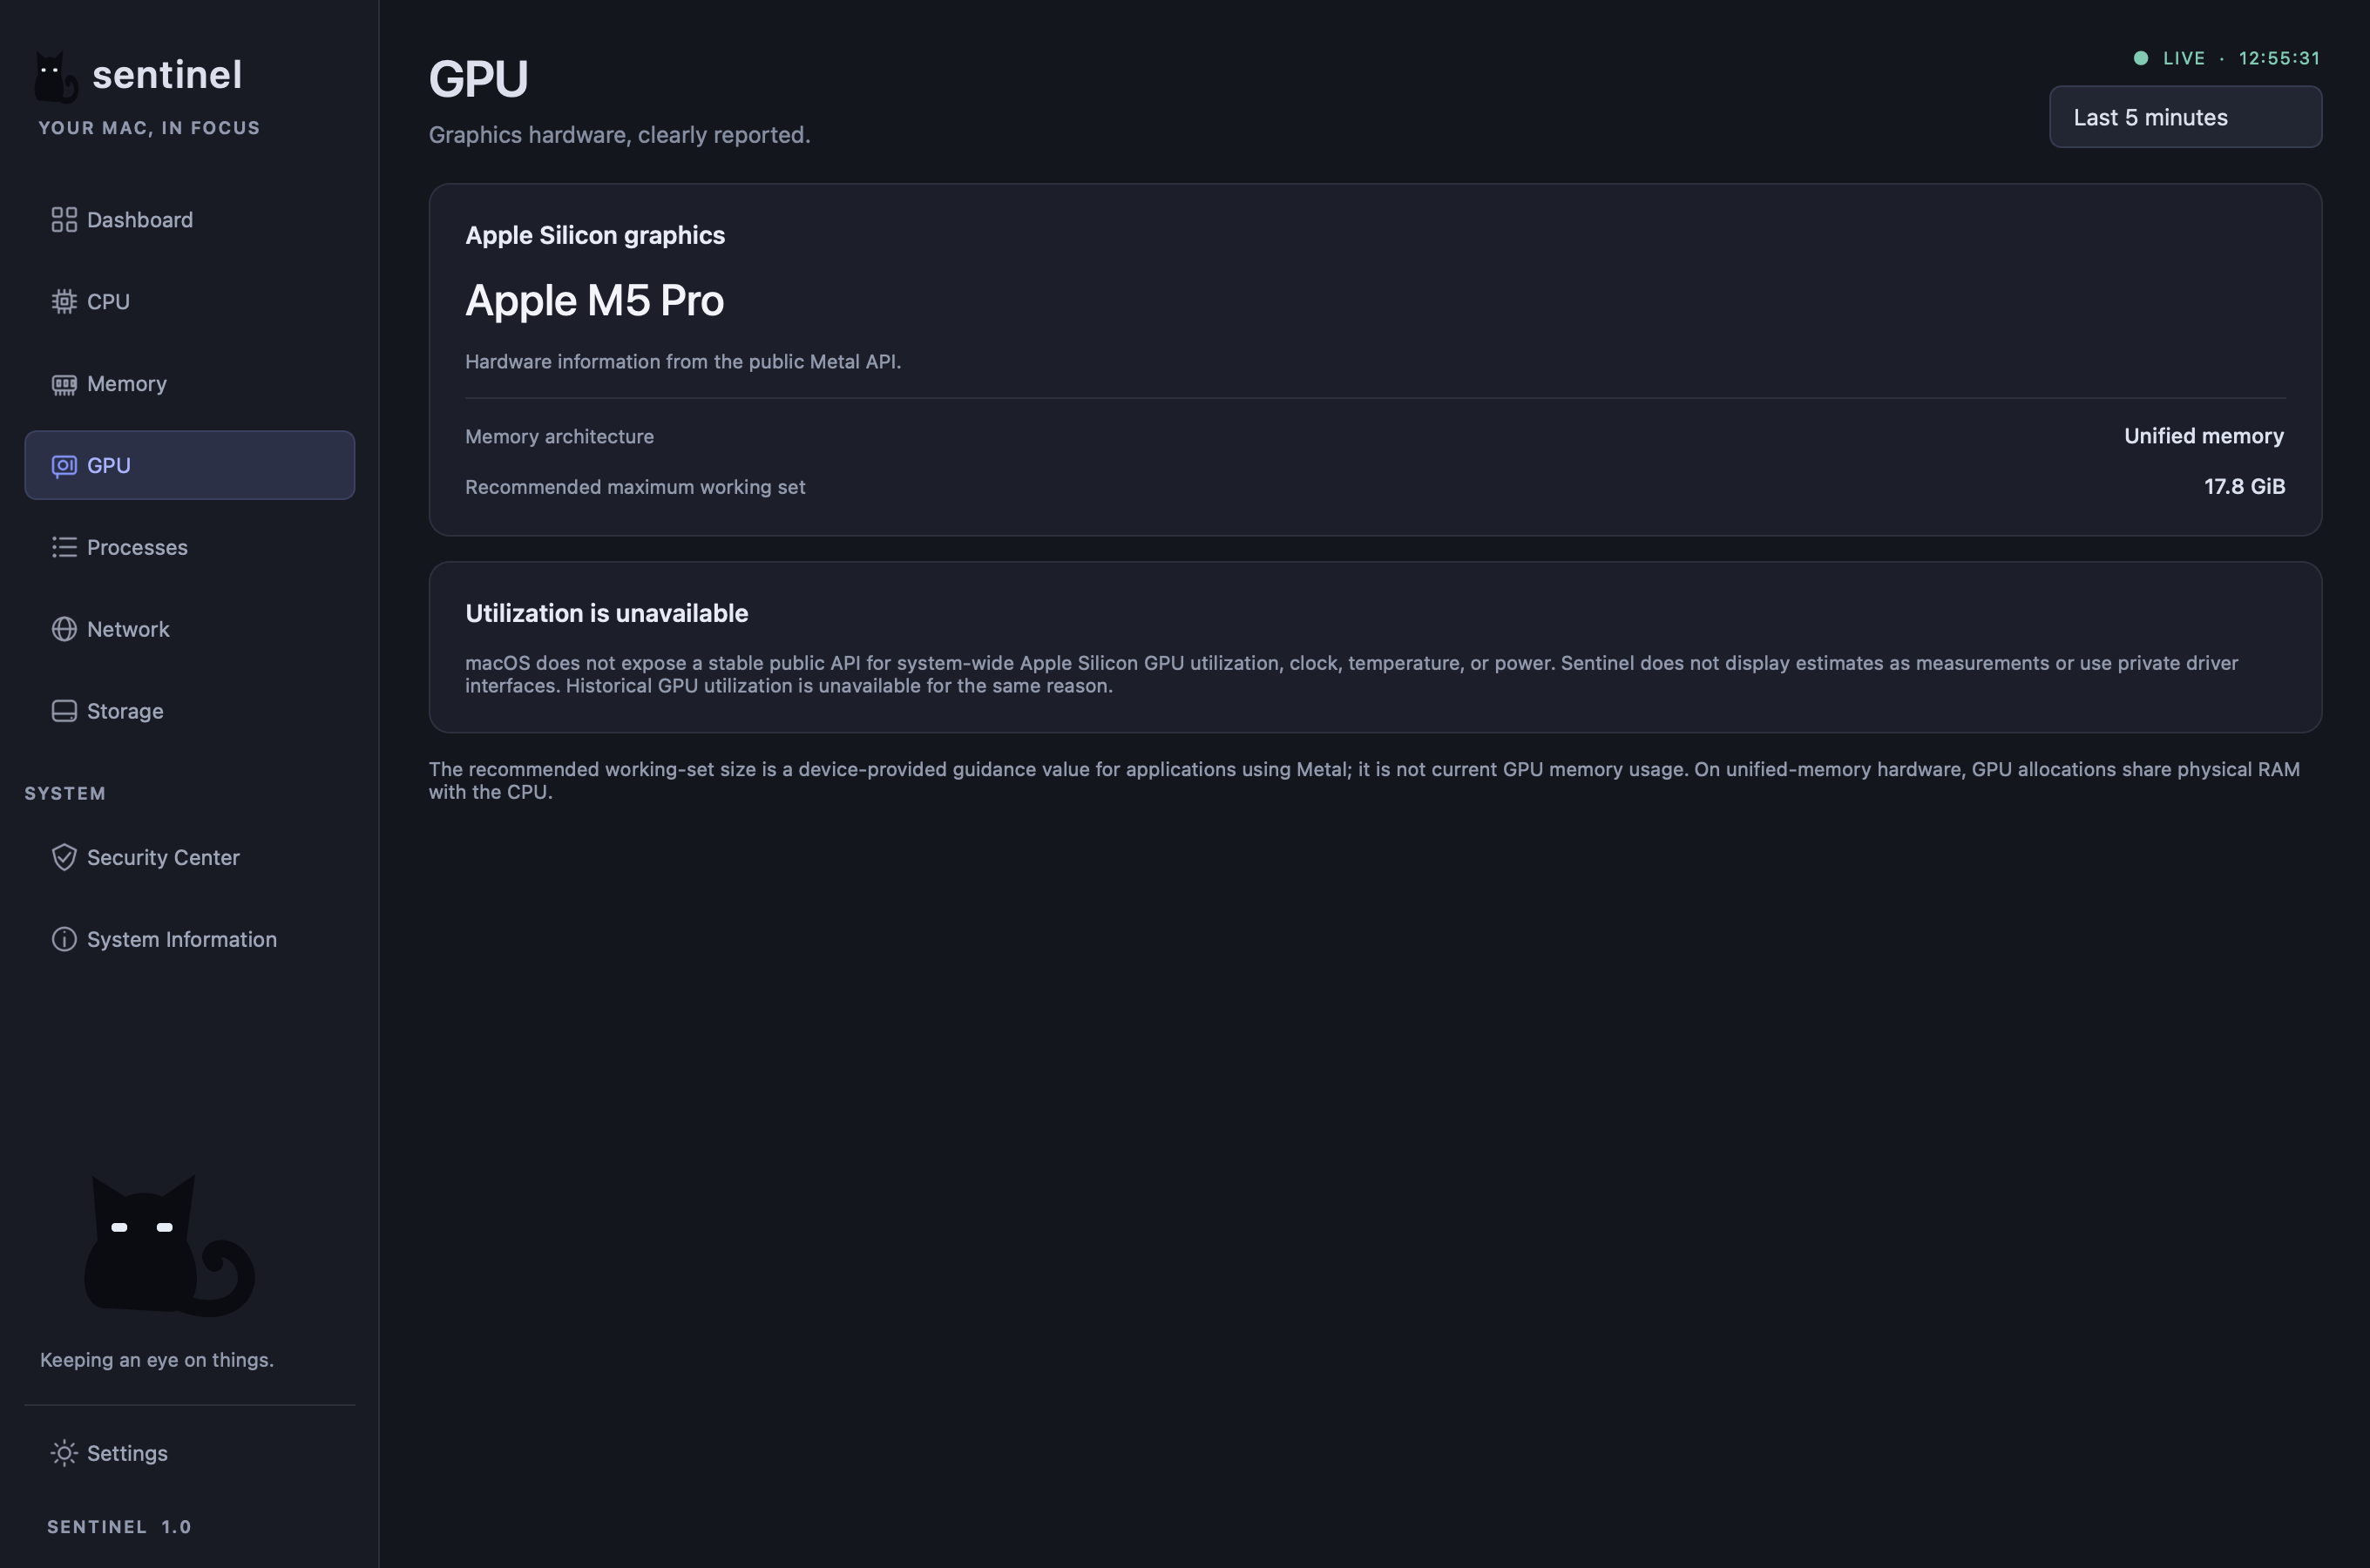 sentinel
YOUR MAC, IN FOCUS
Dashboard
CPU
Memory
GPU
Processes
Network
Storage
SYSTEM
Security Center
System Information
Keeping an eye on things.
Settings
SENTINEL 1.0
GPU
Graphics hardware, clearly reported.
LIVE · 12:55:31
Last 5 minutes
Apple Silicon graphics
Apple M5 Pro
Hardware information from the public Metal API.
Memory architecture
Unified memory
Recommended maximum working set
17.8 GiB
Utilization is unavailable
macOS does not expose a stable public API for system-wide Apple Silicon GPU utilization, clock, temperature, or power. Sentinel does not display estimates as measurements or use private driver
interfaces. Historical GPU utilization is unavailable for the same reason.
The recommended working-set size is a device-provided guidance value for applications using Metal; it is not current GPU memory usage. On unified-memory hardware, GPU allocations share physical RAM
with the CPU.